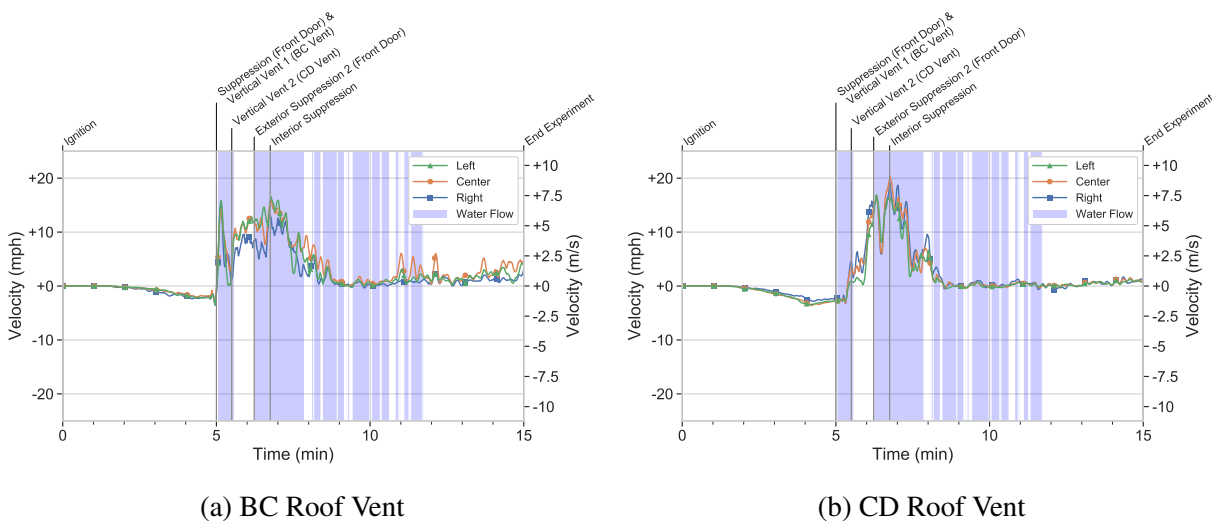 Ignition
Suppression (Front Door) &
Vertical Vent 1 (BC Vent)
Vertical Vent 2 (CD Vent)
Exterior Suppression 2 (Front Door)
Interior Suppression
End Experiment
Left
Center
Right
Water Flow
+20
+10
+0
-10
-20
Velocity (mph)
+10
+7.5
+5
+2.5
+0
-2.5
-5
-7.5
-10
Velocity (m/s)
0 5 10 15
Time (min)
(a) BC Roof Vent
Ignition
Suppression (Front Door) &
Vertical Vent 1 (BC Vent)
Vertical Vent 2 (CD Vent)
Exterior Suppression 2 (Front Door)
Interior Suppression
End Experiment
Left
Center
Right
Water Flow
+20
+10
+0
-10
-20
Velocity (mph)
+10
+7.5
+5
+2.5
+0
-2.5
-5
-7.5
-10
Velocity (m/s)
0 5 10 15
Time (min)
(b) CD Roof Vent